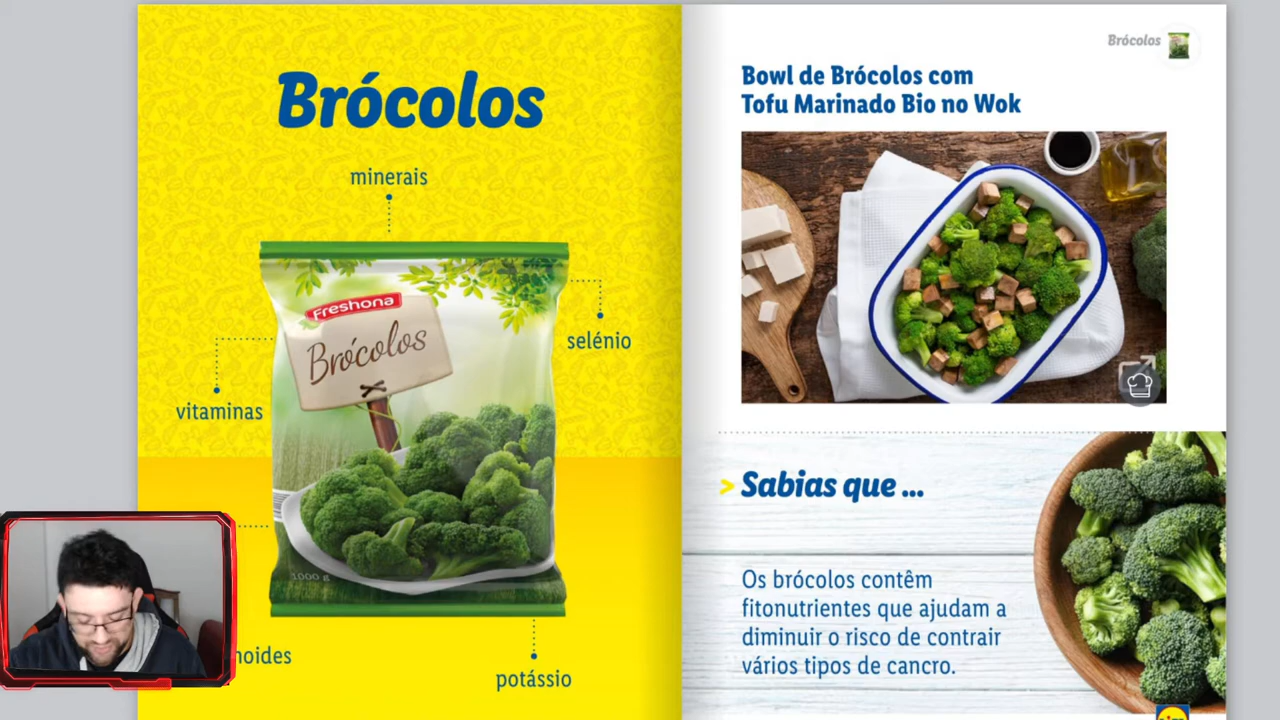 Brócolos
minerais
Freshona
Brócolos
selénio
vitaminas
1000 g
potássio
Brócolos
Bowl de Brócolos com
Tofu Marinado Bio no Wok
> Sabias que ...
Os brócolos contêm
fitonutrientes que ajudam a
diminuir o risco de contrair
vários tipos de cancro.